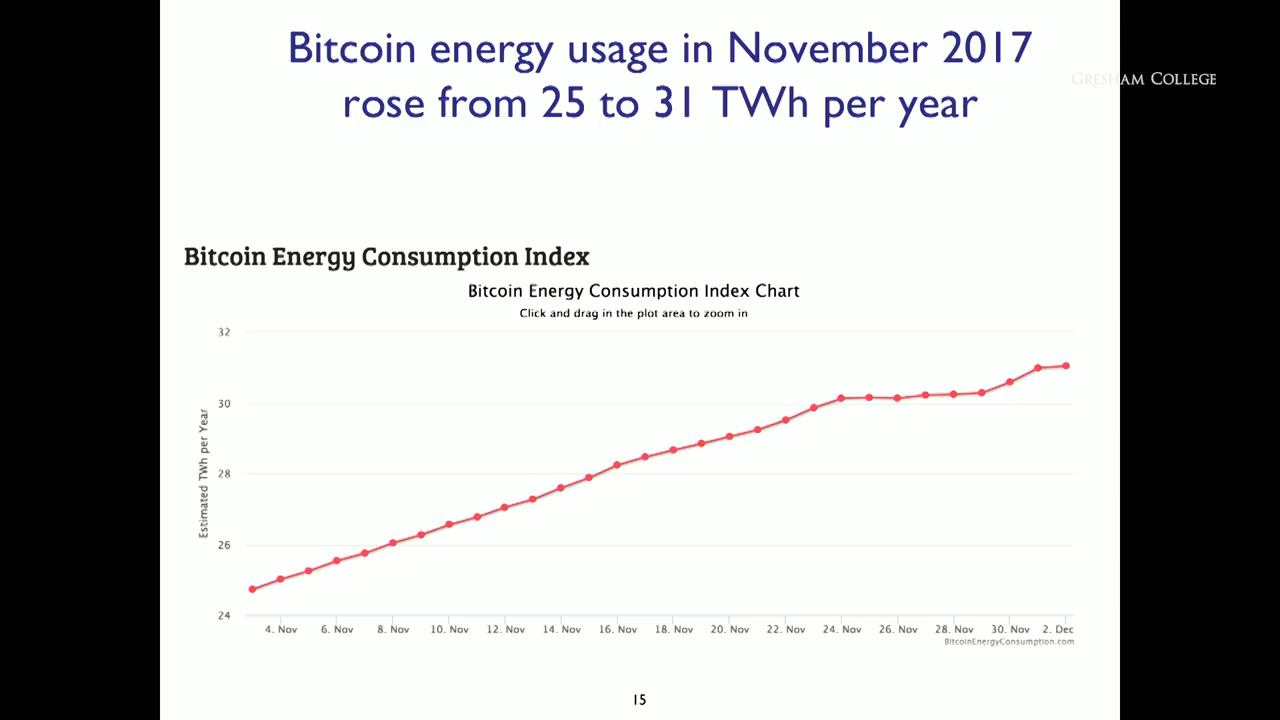 Bitcoin energy usage in November 2017
rose from 25 to 31 TWh per year
GRESHAM COLLEGE
Bitcoin Energy Consumption Index
Bitcoin Energy Consumption Index Chart
Click and drag in the plot area to zoom in
Estimated TWh per Year
32
30
28
26
24
4. Nov 6. Nov 8. Nov 10. Nov 12. Nov 14. Nov 16. Nov 18. Nov 20. Nov 22. Nov 24. Nov 26. Nov 28. Nov 30. Nov 2. Dec
BitcoinEnergyConsumption.com
15